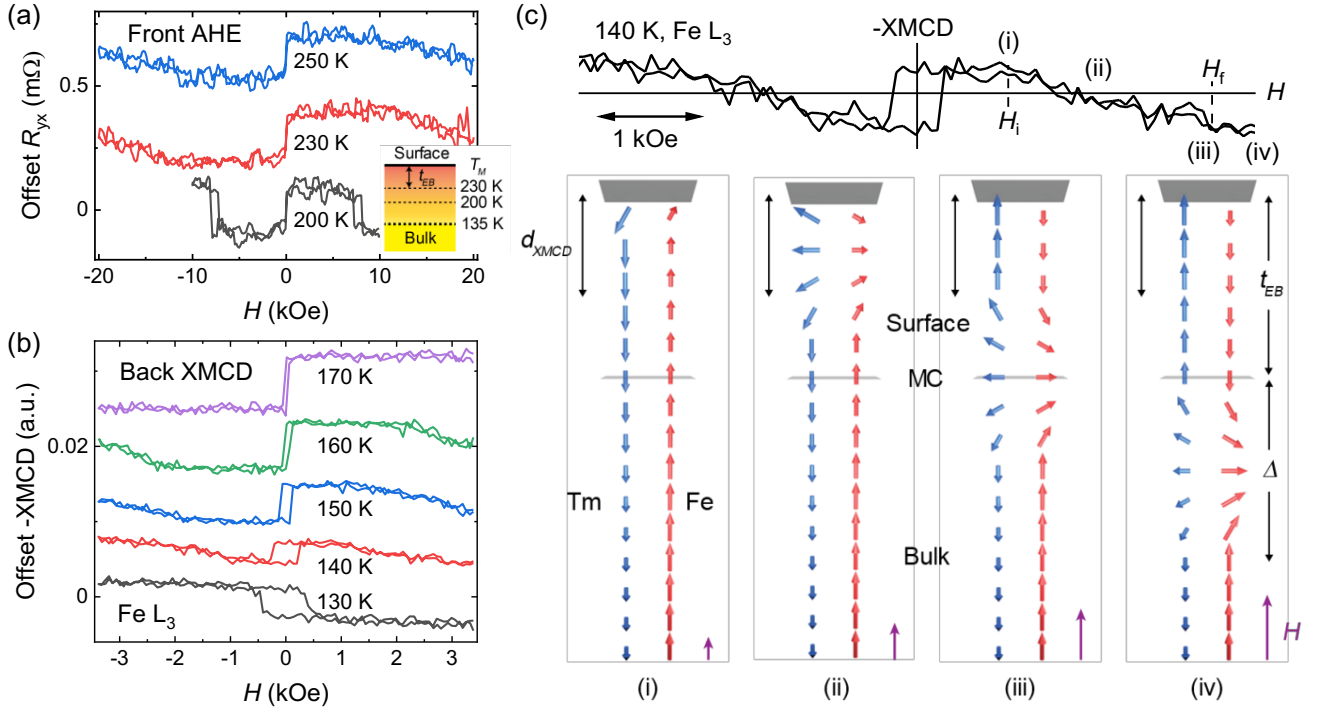 (a)
Front AHE
250 K
230 K
200 K
Offset R_yx (mΩ)
0.5
0
-20 -10 0 10 20
H (kOe)
Surface
t_EB
T_M
230 K
200 K
135 K
Bulk
(b)
Back XMCD
170 K
160 K
150 K
140 K
130 K
Fe L₃
Offset -XMCD (a.u.)
0.02
0
-3 -2 -1 0 1 2 3
H (kOe)
(c)
140 K, Fe L₃
-XMCD
(i)
(ii)
H_f
H
H_i
1 kOe
(iii) (iv)
d_XMCD
t_EB
Surface
MC
Tm Fe
Δ
Bulk
H
(i) (ii) (iii) (iv)